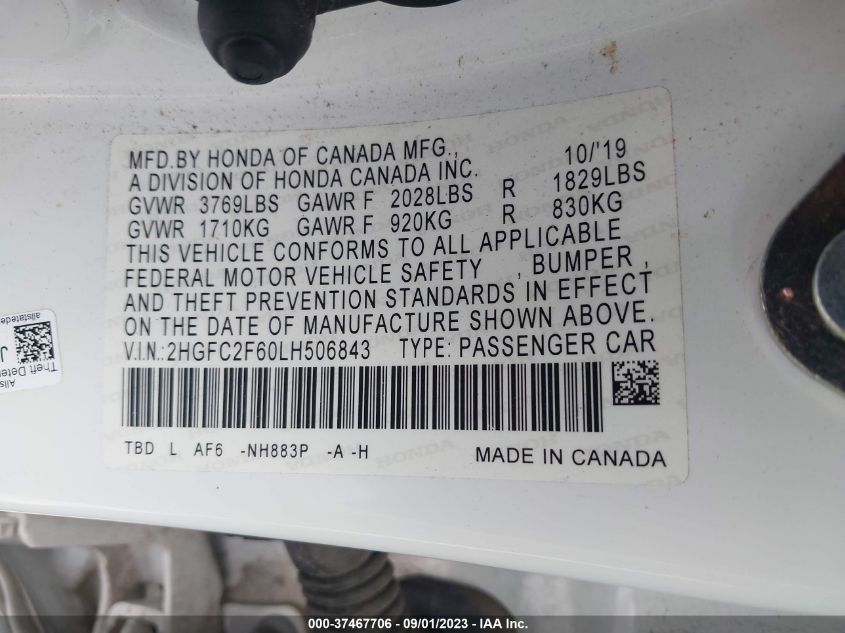 MFD.BY HONDA OF CANADA MFG., 10/'19
A DIVISION OF HONDA CANADA INC.
GVWR 3769LBS GAWR F 2028LBS R 1829LBS
GVWR 1710KG GAWR F 920KG R 830KG
THIS VEHICLE CONFORMS TO ALL APPLICABLE
FEDERAL MOTOR VEHICLE SAFETY , BUMPER ,
AND THEFT PREVENTION STANDARDS IN EFFECT
ON THE DATE OF MANUFACTURE SHOWN ABOVE.
V.I.N.:2HGFC2F60LH506843 TYPE: PASSENGER CAR
TBD L AF6 -NH883P -A -H MADE IN CANADA
Theft Deter
000-37467706 - 09/01/2023 - IAA Inc.